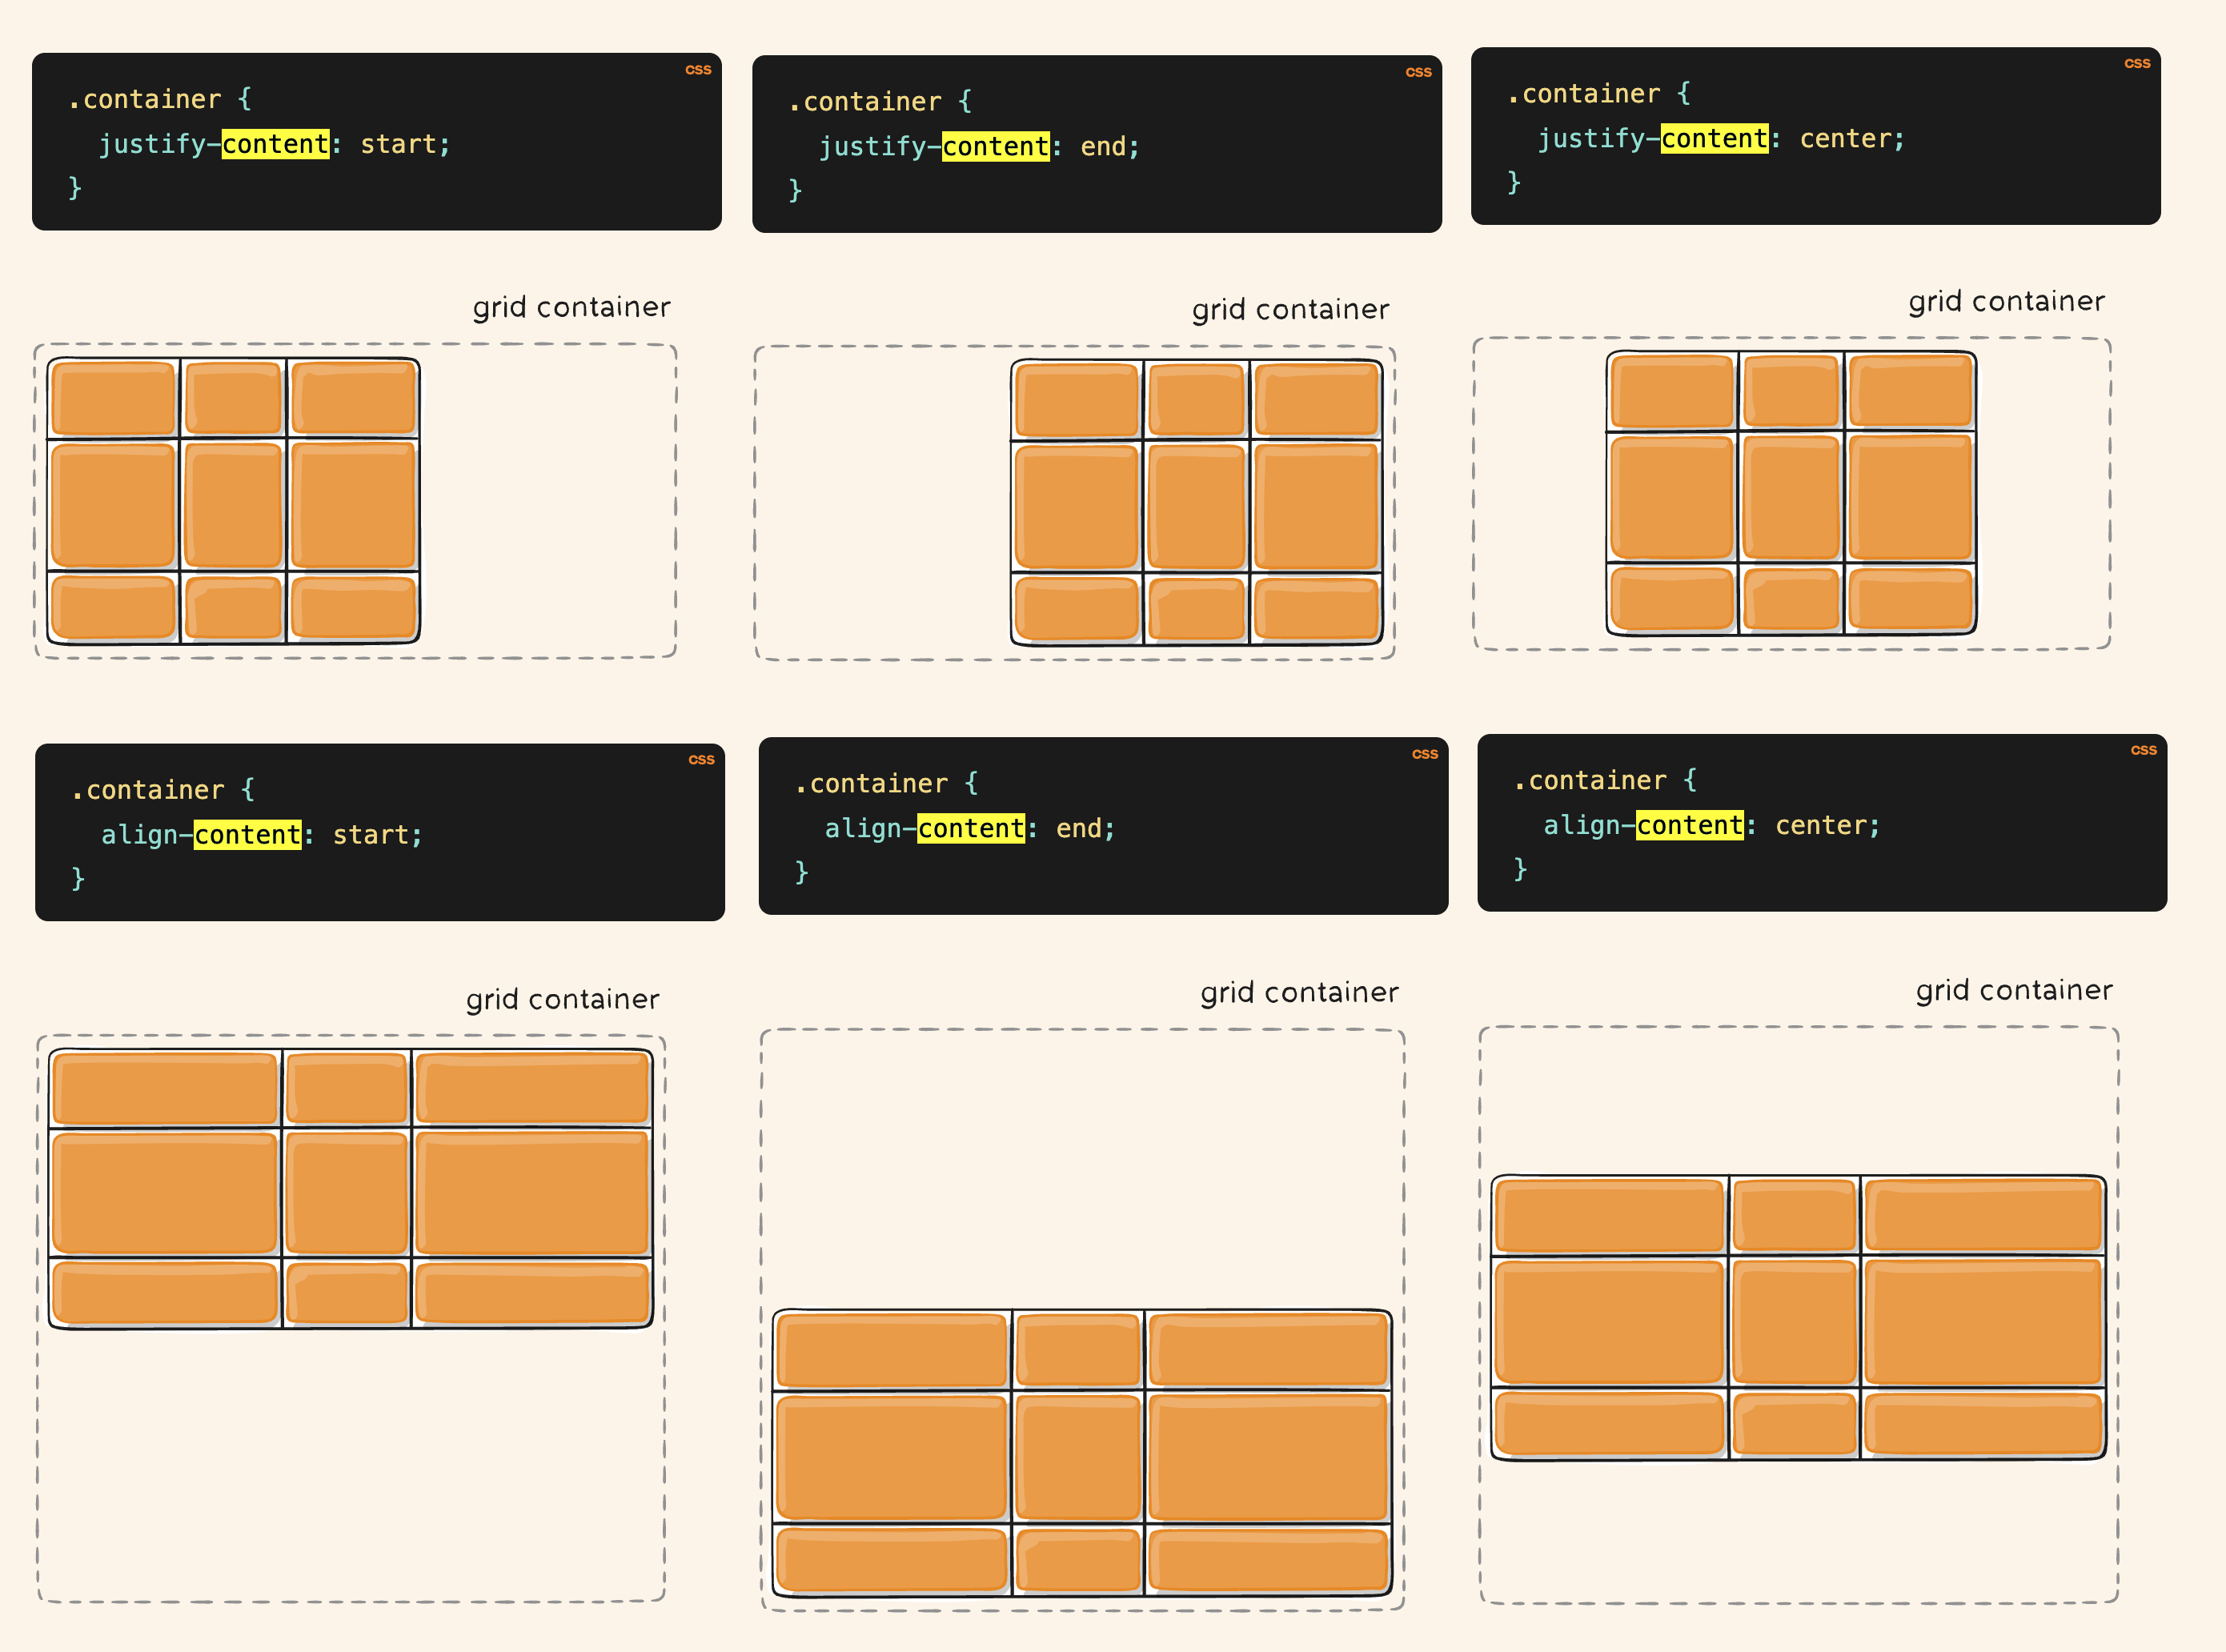 css
.container {
  justify-content: start;
}
grid container
css
.container {
  justify-content: end;
}
grid container
css
.container {
  justify-content: center;
}
grid container
css
.container {
  align-content: start;
}
grid container
css
.container {
  align-content: end;
}
grid container
css
.container {
  align-content: center;
}
grid container